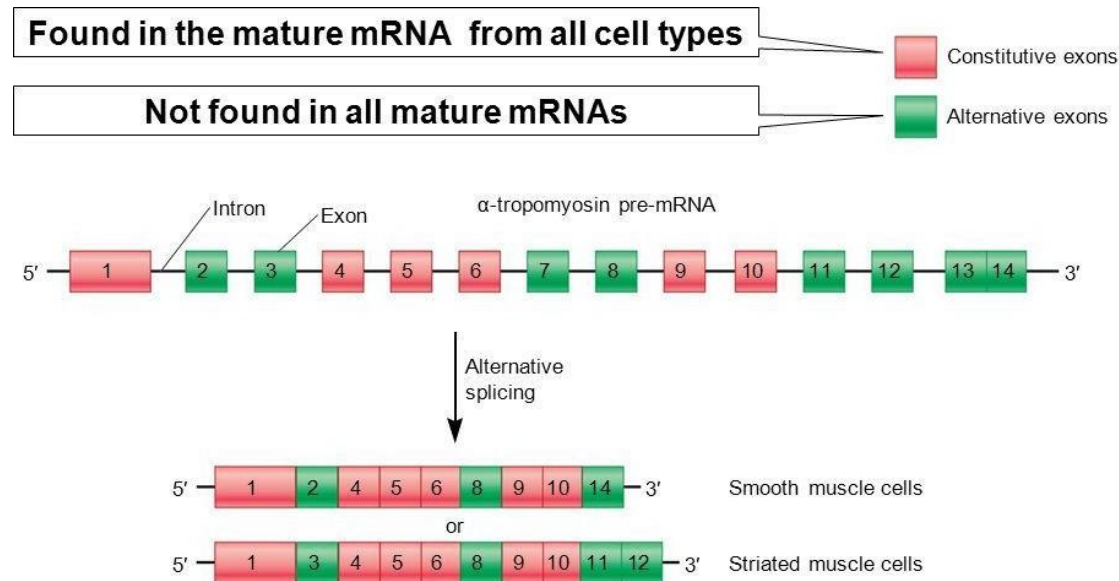 Found in the mature mRNA from all cell types
Constitutive exons
Not found in all mature mRNAs
Alternative exons
Intron
Exon
α-tropomyosin pre-mRNA
5′ 1 2 3 4 5 6 7 8 9 10 11 12 13 14 3′
Alternative
splicing
5′ 1 2 4 5 6 8 9 10 14 3′ Smooth muscle cells
or
5′ 1 3 4 5 6 8 9 10 11 12 3′ Striated muscle cells